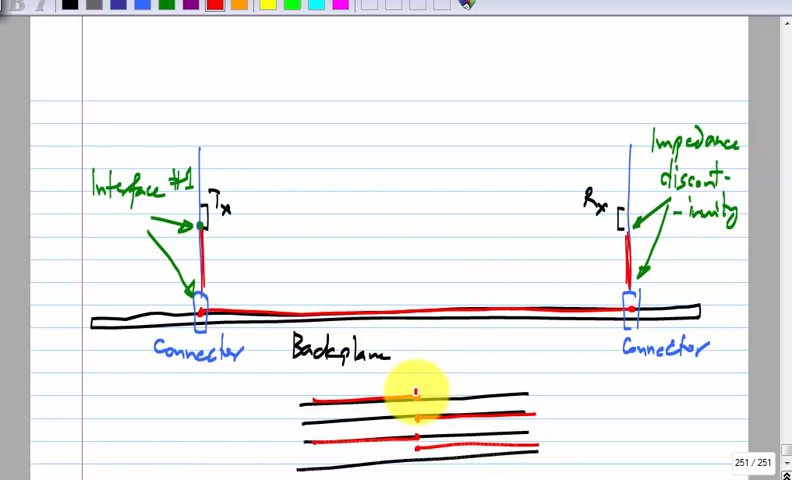 B I
Interface #1
Tx
Rx
Impedance
discont-
-inuity
Connector
Backplane
Connector
251 / 251